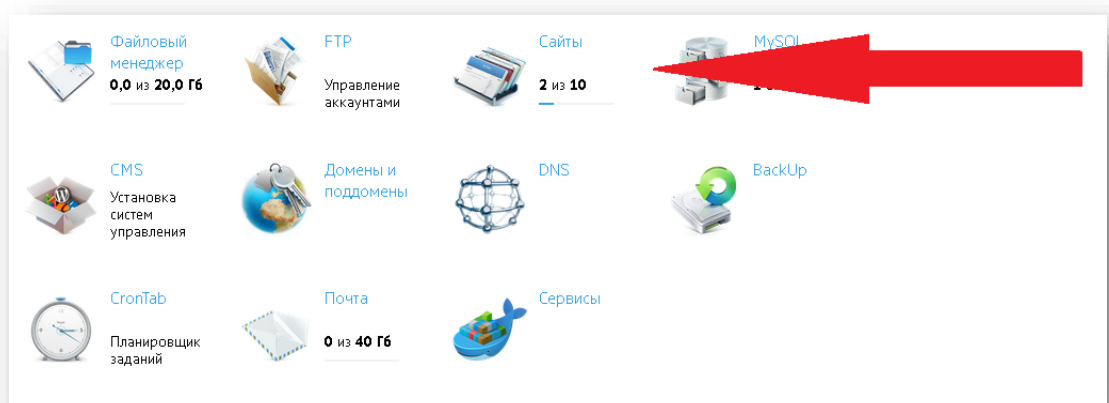 Файловый
менеджер
0,0 из 20,0 Гб
FTP
Управление
аккаунтами
Сайты
2 из 10
MySQL
CMS
Установка
систем
управления
Домены и
поддомены
DNS
BackUp
CronTab
Планировщик
заданий
Почта
0 из 40 Гб
Сервисы